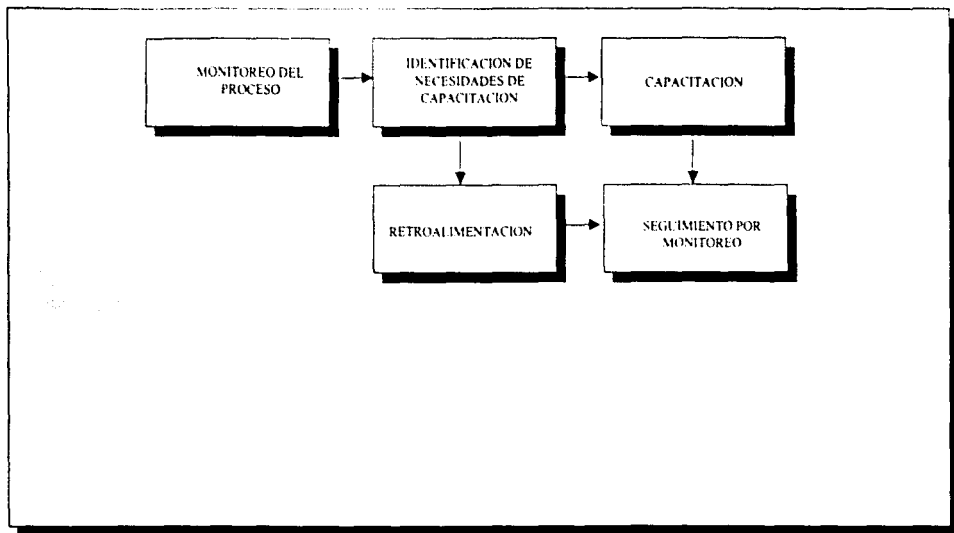 MONITOREO DEL
PROCESO
IDENTIFICACION DE
NECESIDADES DE
CAPACITACION
CAPACITACION
RETROALIMENTACION
SEGUIMIENTO POR
MONITOREO